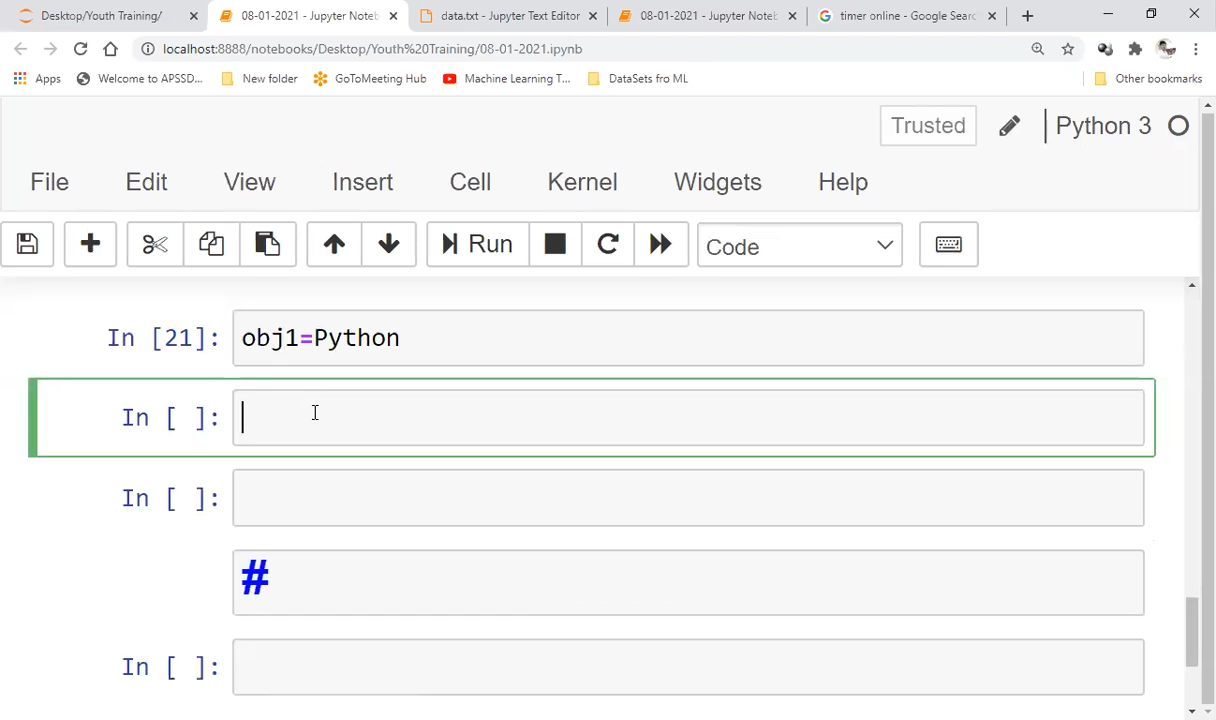 Desktop/Youth Training/
08-01-2021 - Jupyter Noteb
data.txt - Jupyter Text Editor
08-01-2021 - Jupyter Noteb
timer online - Google Searc
localhost:8888/notebooks/Desktop/Youth%20Training/08-01-2021.ipynb
Apps
Welcome to APSSD...
New folder
GoToMeeting Hub
Machine Learning T...
DataSets fro ML
Other bookmarks
Trusted
Python 3
File Edit View Insert Cell Kernel Widgets Help
Run
Code
In [21]: obj1=Python
In [ ]:
In [ ]:
#
In [ ]: